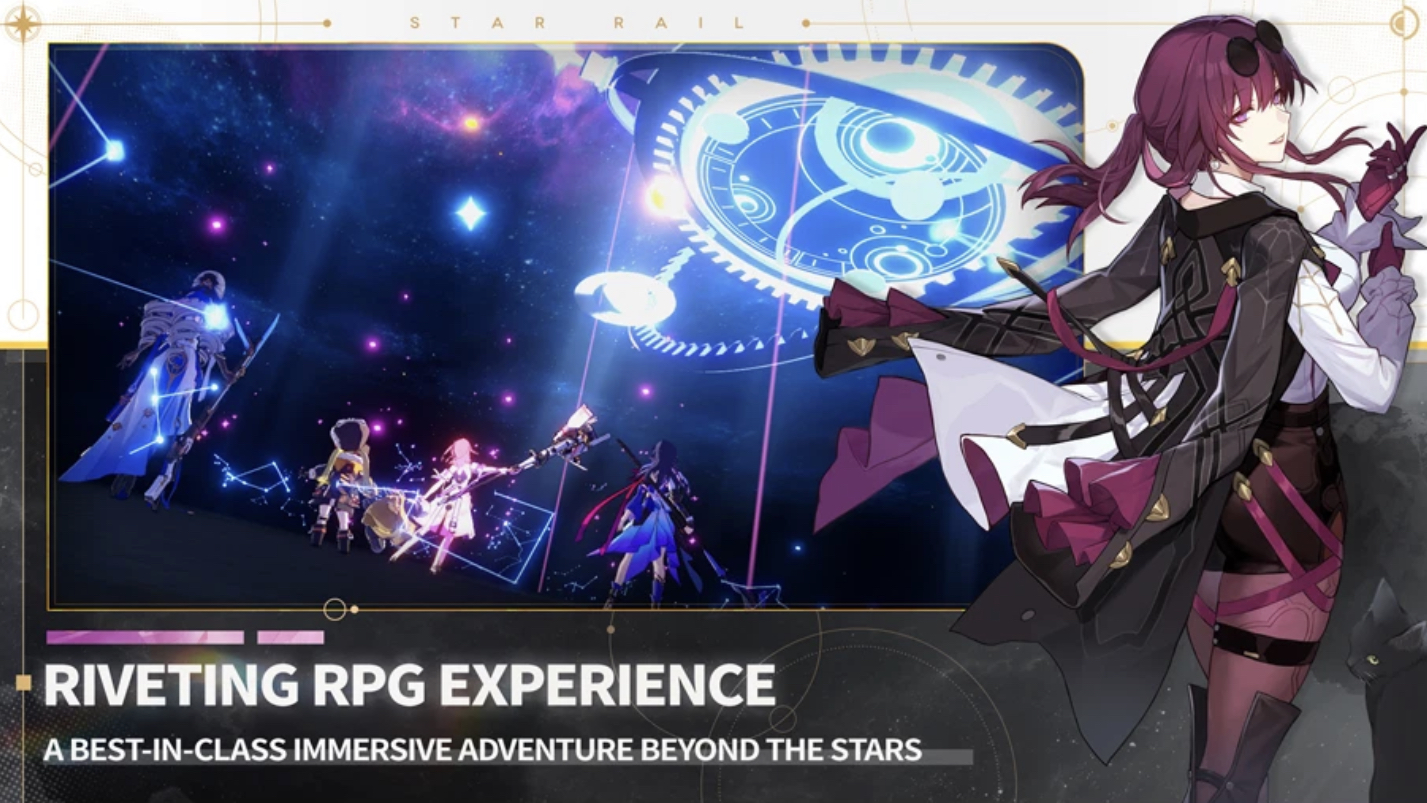 STAR RAIL
RIVETING RPG EXPERIENCE
A BEST-IN-CLASS IMMERSIVE ADVENTURE BEYOND THE STARS